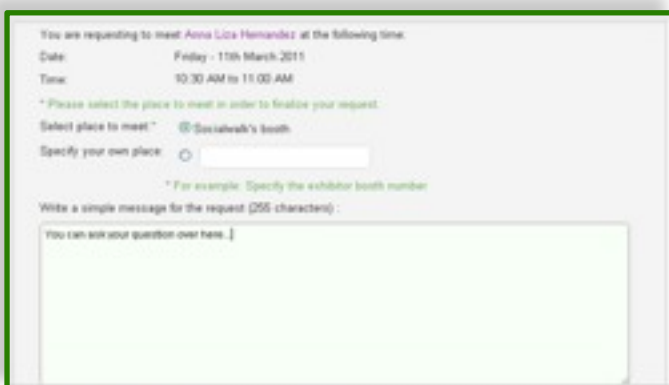 You are requesting to meet Anna Liza Hernandez at the following time:
Date: Friday - 11th March 2011
Time: 10:30 AM to 11:00 AM
* Please select the place to meet in order to finalize your request.
Select place to meet:* Socialwalk's booth
Specify your own place:
* For example: Specify the exhibitor booth number
Write a simple message for the request (255 characters) :
You can ask your question over here...